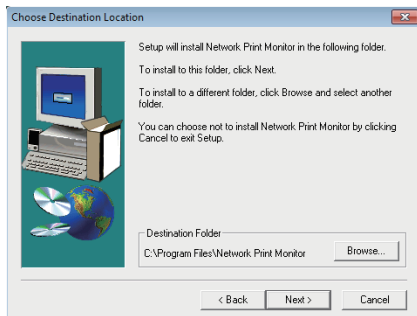 Choose Destination Location
Setup will install Network Print Monitor in the following folder.
To install to this folder, click Next.
To install to a different folder, click Browse and select another
folder.
You can choose not to install Network Print Monitor by clicking
Cancel to exit Setup.
Destination Folder
C:\Program Files\Network Print Monitor
Browse...
< Back
Next >
Cancel